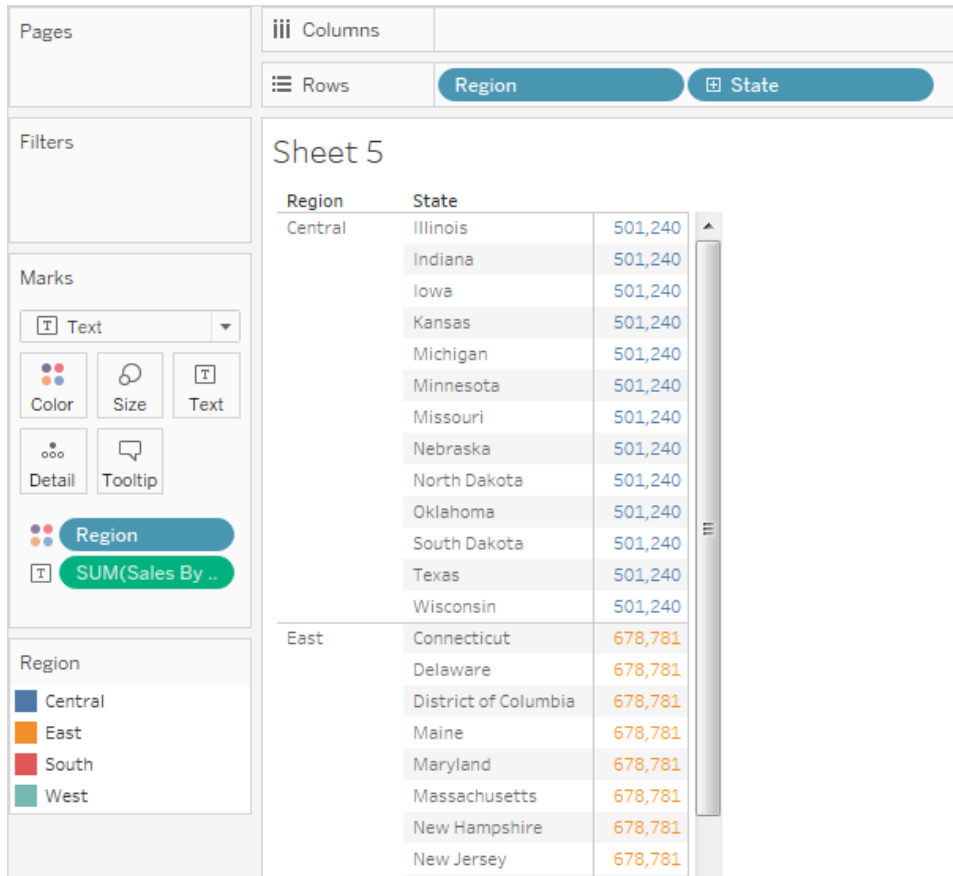 Pages
Columns
Rows
Region
State
Filters
Marks
Text
Color
Size
Text
Detail
Tooltip
Region
SUM(Sales By ..
Region
Central
East
South
West
Sheet 5
Region State
Central Illinois 501,240
Indiana 501,240
Iowa 501,240
Kansas 501,240
Michigan 501,240
Minnesota 501,240
Missouri 501,240
Nebraska 501,240
North Dakota 501,240
Oklahoma 501,240
South Dakota 501,240
Texas 501,240
Wisconsin 501,240
East Connecticut 678,781
Delaware 678,781
District of Columbia 678,781
Maine 678,781
Maryland 678,781
Massachusetts 678,781
New Hampshire 678,781
New Jersey 678,781